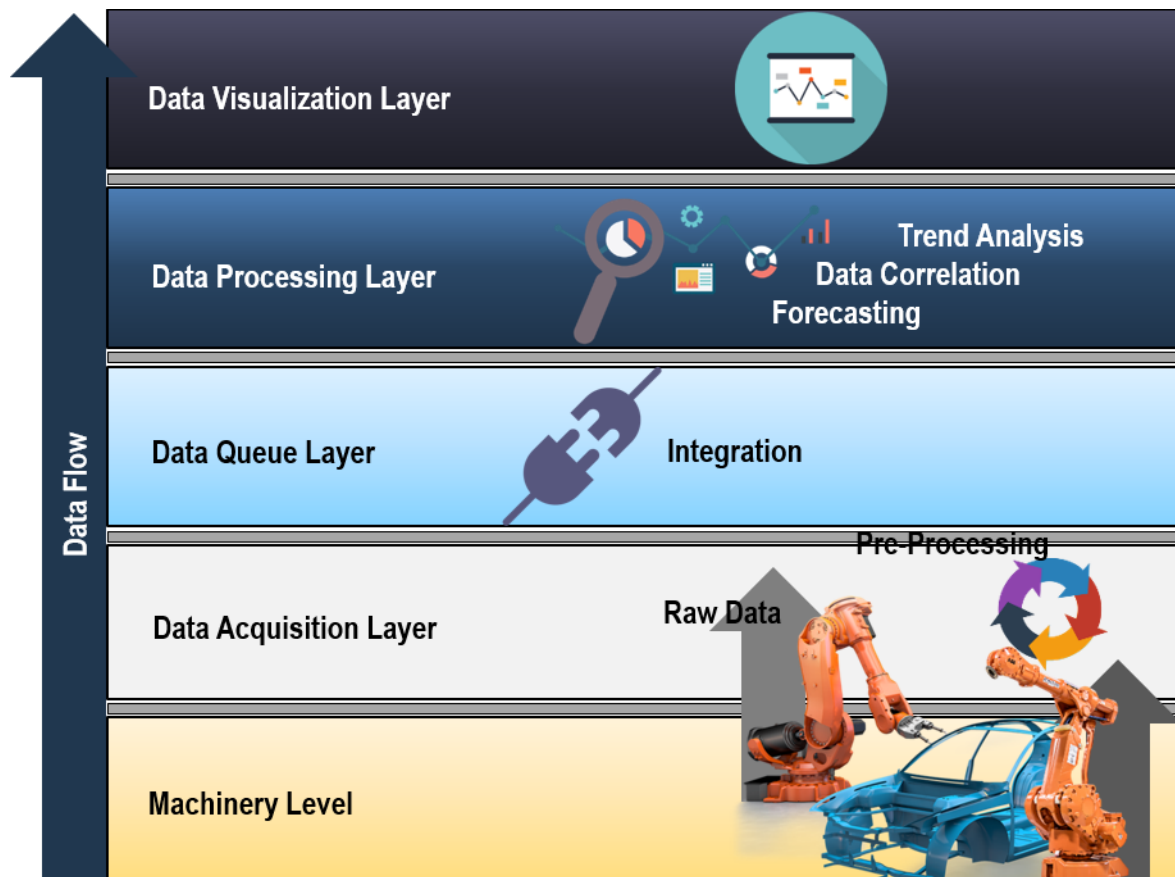 Data Visualization Layer
Data Processing Layer
Trend Analysis
Data Correlation
Forecasting
Data Flow
Data Queue Layer
Integration
Pre-Processing
Raw Data
Data Acquisition Layer
Machinery Level